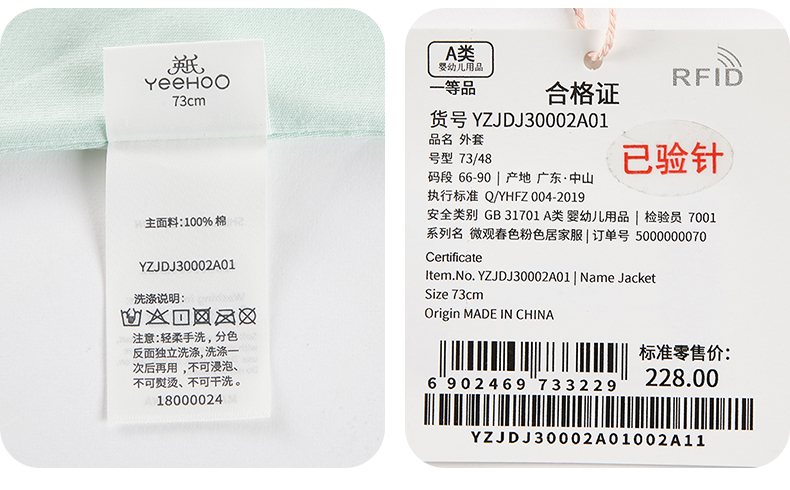 英氏
YEEHOO
73cm
主面料：100% 棉
YZJDJ30002A01
洗涤说明：
注意：轻柔手洗，分色
反面独立洗涤，洗涤一
次后再用，不可浸泡、
不可熨烫、不可干洗。
18000024
A类
婴幼儿用品
一等品
RFID
合格证
货号 YZJDJ30002A01
品名 外套
号型 73/48
码段 66-90 | 产地 广东·中山
已验针
执行标准 Q/YHFZ 004-2019
安全类别 GB 31701 A类 婴幼儿用品 | 检验员 7001
系列名 微观春色粉色居家服 | 订单号 5000000070
Certificate
Item.No. YZJDJ30002A01 | Name Jacket
Size 73cm
Origin MADE IN CHINA
标准零售价：
228.00
6 902469 733229
YZJDJ30002A01002A11